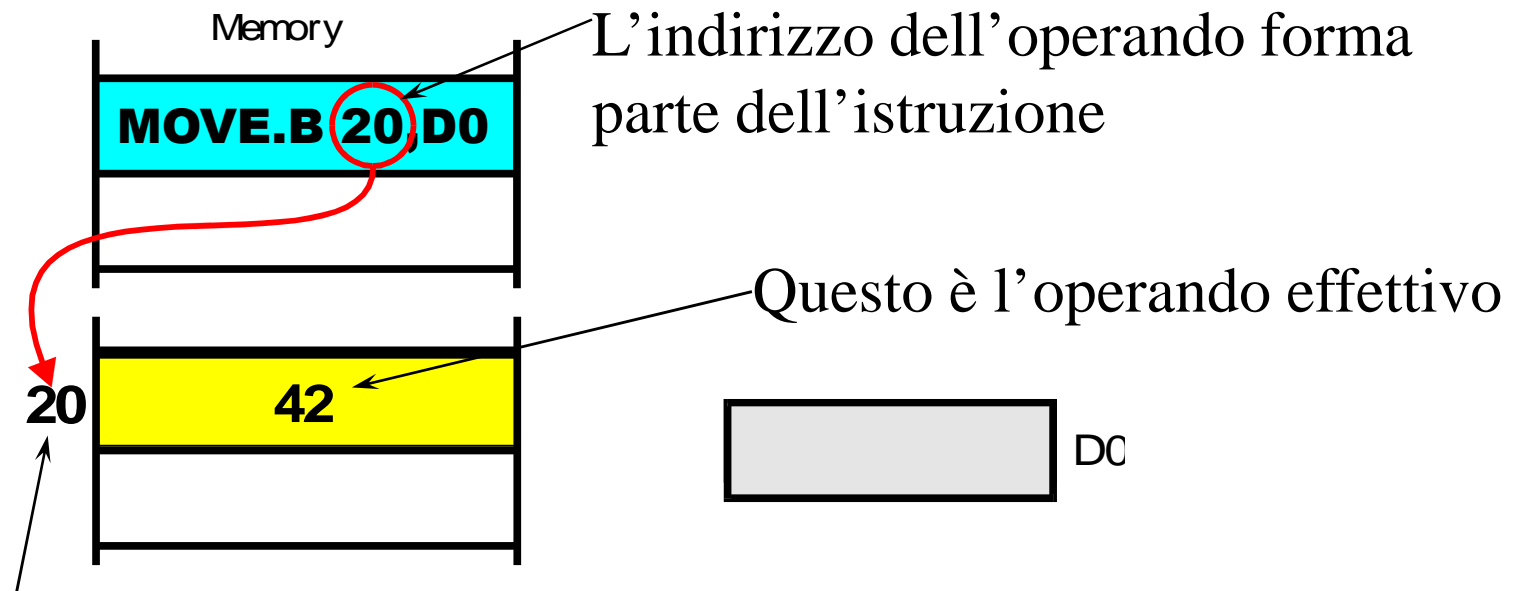 Memory
L’indirizzo dell’operando forma
parte dell’istruzione
MOVE.B 20,D0
Questo è l’operando effettivo
20
42
D0